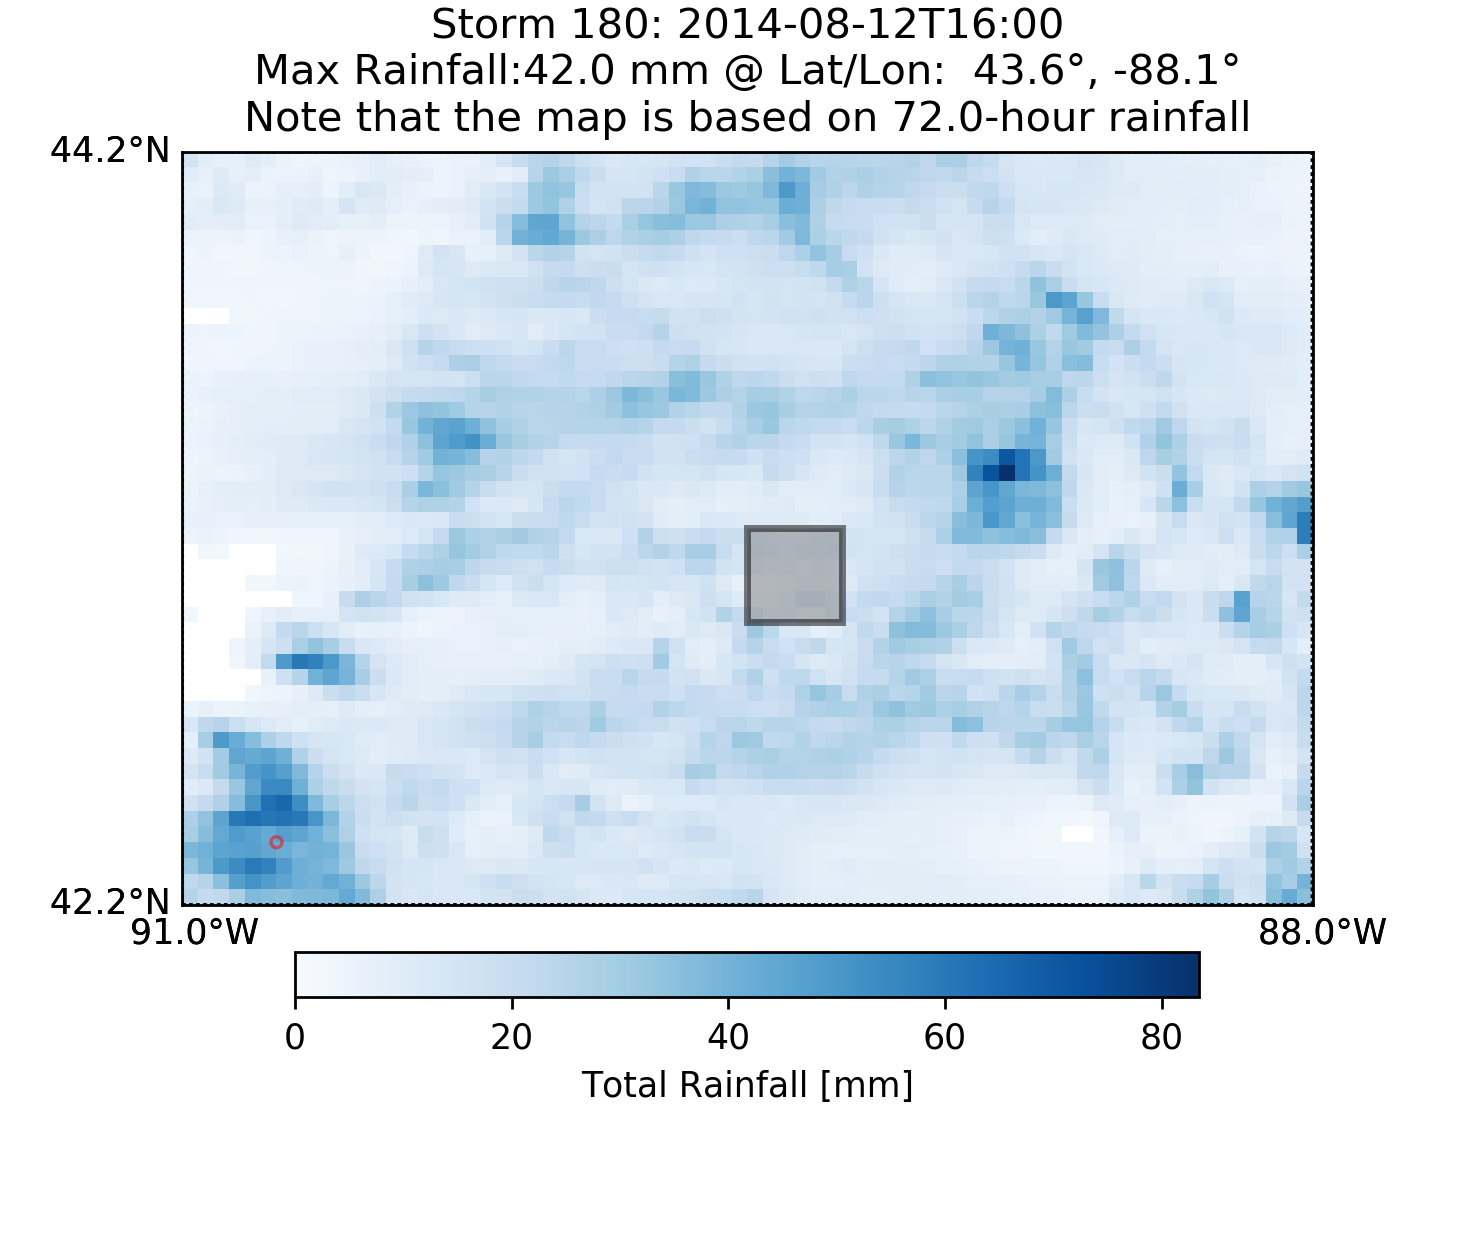 Storm 180: 2014-08-12T16:00
Max Rainfall:42.0 mm @ Lat/Lon:  43.6°, -88.1°
Note that the map is based on 72.0-hour rainfall
44.2°N
42.2°N
91.0°W 88.0°W
0 20 40 60 80
Total Rainfall [mm]